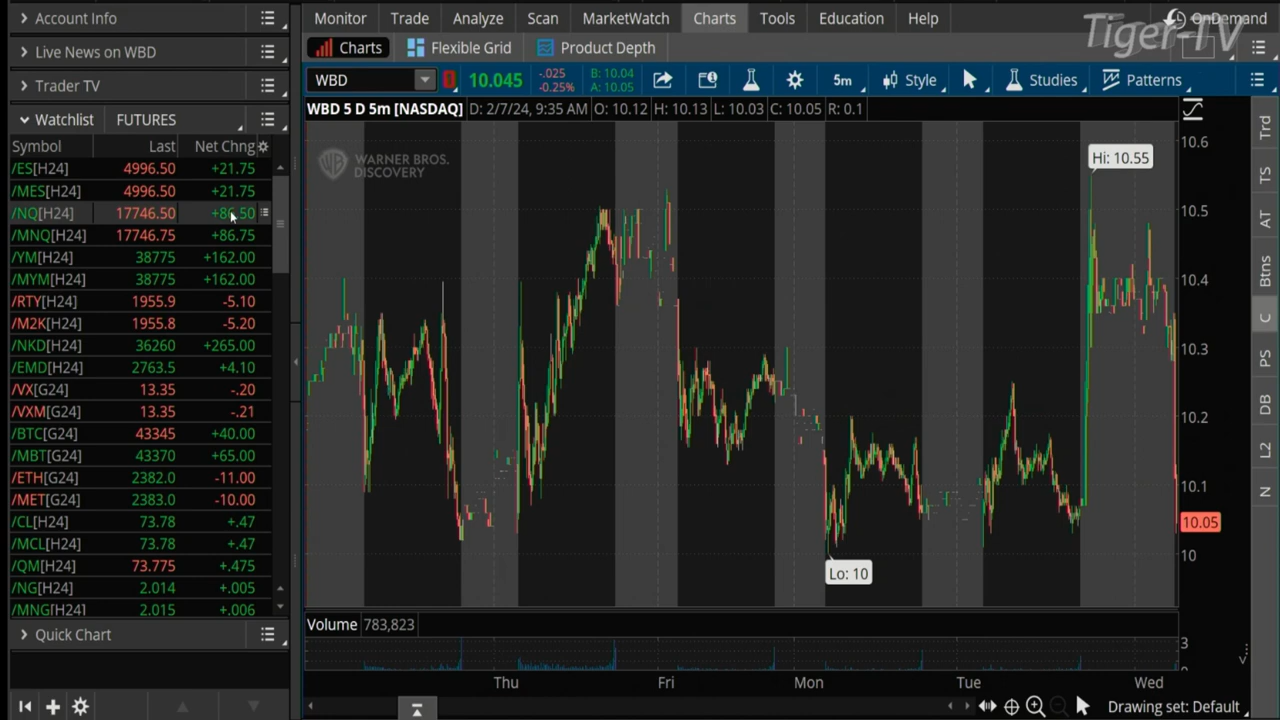 Account Info
Monitor Trade Analyze Scan MarketWatch Charts Tools Education Help
OnDemand
Tiger-TV
Live News on WBD
Charts Flexible Grid Product Depth
Trader TV
WBD 10.045 -.025 -0.25% B: 10.04 A: 10.05 5m Style Studies Patterns
Watchlist FUTURES
WBD 5 D 5m [NASDAQ] D: 2/7/24, 9:35 AM O: 10.12 H: 10.13 L: 10.03 C: 10.05 R: 0.1
Symbol Last Net Chng
/ES[H24] 4996.50 +21.75
/MES[H24] 4996.50 +21.75
/NQ[H24] 17746.50 +86.50
/MNQ[H24] 17746.75 +86.75
/YM[H24] 38775 +162.00
/MYM[H24] 38775 +162.00
/RTY[H24] 1955.9 -5.10
/M2K[H24] 1955.8 -5.20
/NKD[H24] 36260 +265.00
/EMD[H24] 2763.5 +4.10
/VX[G24] 13.35 -.20
/VXM[G24] 13.35 -.21
/BTC[G24] 43345 +40.00
/MBT[G24] 43370 +65.00
/ETH[G24] 2382.0 -11.00
/MET[G24] 2383.0 -10.00
/CL[H24] 73.78 +.47
/MCL[H24] 73.78 +.47
/QM[H24] 73.775 +.475
/NG[H24] 2.014 +.005
/MNG[H24] 2.015 +.006
Quick Chart
WARNER BROS.
DISCOVERY
Hi: 10.55
Lo: 10
10.6
10.5
10.4
10.3
10.2
10.1
10.05
10
Volume 783,823
3
Thu Fri Mon Tue Wed
Drawing set: Default
Trd
TS
AT
Btns
C
PS
DB
L2
N